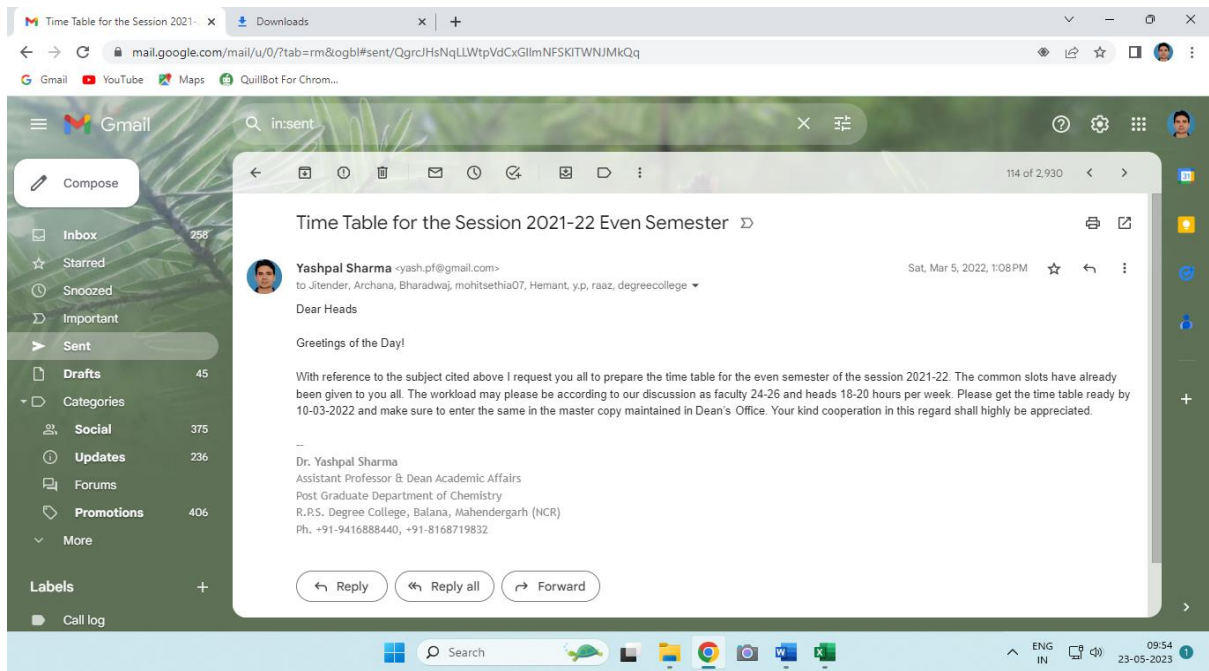 Time Table for the Session 2021-
Downloads
mail.google.com/mail/u/0/?tab=rm&ogbl#sent/QgrcJHsNqLLWtpVdCxGllmNFSKITWNJMkQq
Gmail YouTube Maps QuillBot For Chrom...
Gmail
in:sent
Compose
114 of 2,930
Inbox 258
Starred
Snoozed
Important
Sent
Drafts 45
Categories
Social 375
Updates 236
Forums
Promotions 406
More
Labels
Call log
Time Table for the Session 2021-22 Even Semester
Yashpal Sharma <yash.pf@gmail.com>
Sat, Mar 5, 2022, 1:08 PM
to Jitender, Archana, Bharadwaj, mohitsethia07, Hemant, y.p, raaz, degreecollege
Dear Heads
Greetings of the Day!
With reference to the subject cited above I request you all to prepare the time table for the even semester of the session 2021-22. The common slots have already
been given to you all. The workload may please be according to our discussion as faculty 24-26 and heads 18-20 hours per week. Please get the time table ready by
10-03-2022 and make sure to enter the same in the master copy maintained in Dean's Office. Your kind cooperation in this regard shall highly be appreciated.
--
Dr. Yashpal Sharma
Assistant Professor & Dean Academic Affairs
Post Graduate Department of Chemistry
R.P.S. Degree College, Balana, Mahendergarh (NCR)
Ph. +91-9416888440, +91-8168719832
Reply
Reply all
Forward
Search
ENG
IN
09:54
23-05-2023
1